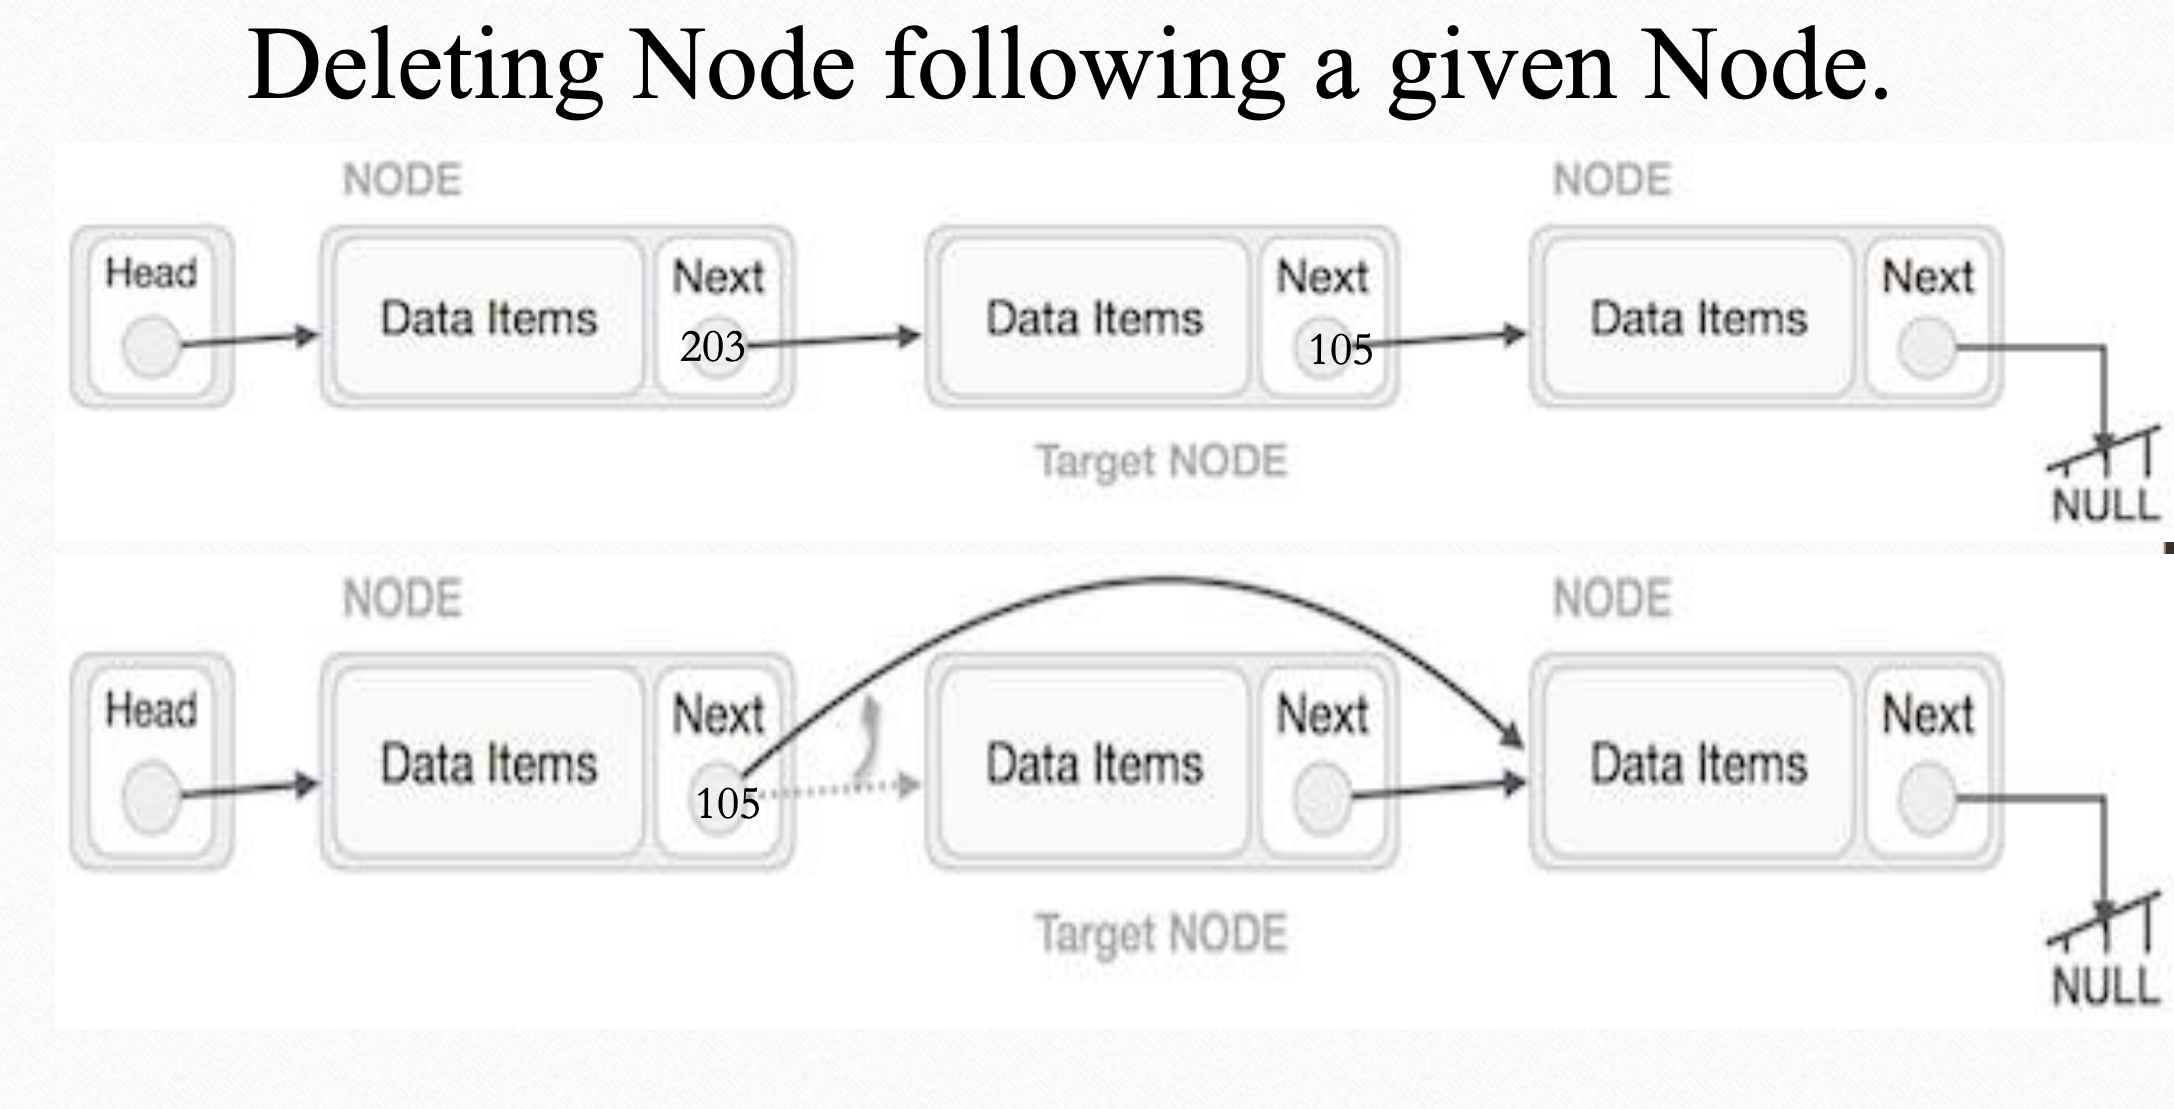 Deleting Node following a given Node.
NODE NODE
Head Data Items Next 203 Data Items Next 105 Data Items Next
Target NODE
NULL
NODE NODE
Head Data Items Next 105 Data Items Next Data Items Next
Target NODE
NULL